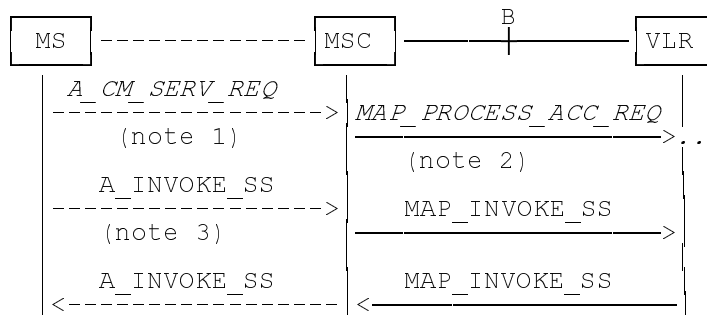 B
MS MSC VLR
A_CM_SERV_REQ
MAP_PROCESS_ACC_REQ
(note 1)
..
(note 2)
A_INVOKE_SS
MAP_INVOKE_SS
(note 3)
A_INVOKE_SS MAP_INVOKE_SS